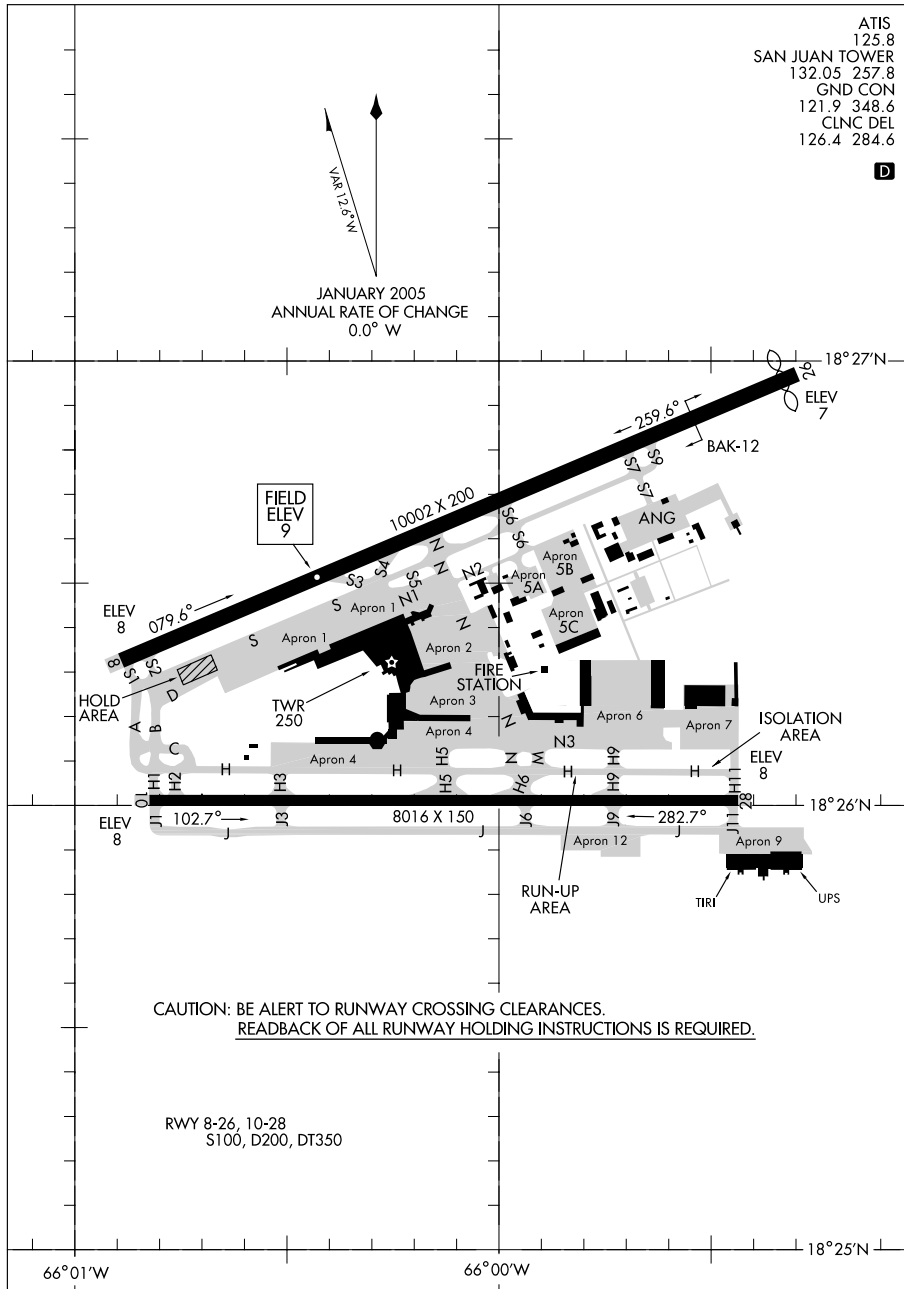 ATIS
125.8
SAN JUAN TOWER
132.05 257.8
GND CON
121.9 348.6
CLNC DEL
126.4 284.6
D
VAR 12.6° W
JANUARY 2005
ANNUAL RATE OF CHANGE
0.0° W
18°27'N
26
ELEV
7
259.6°
BAK-12
S7
S9
S7
ANG
FIELD
ELEV
9
10002 X 200
S6
S6
N
N
N2
Apron
5B
Apron
5A
Apron
5C
S4
S3
S5
N1
S
Apron 1
N
ELEV
8
079.6°
S
Apron 1
Apron 2
8
S1
S2
HOLD
AREA
D
FIRE
STATION
TWR
250
Apron 3
A
B
Apron 4
N
Apron 6
Apron 7
ISOLATION
AREA
C
Apron 4
H5
N
W
N3
H9
ELEV
8
H
H
H
H
H1
H2
H3
H5
H6
H9
H11
10
28
18°26'N
ELEV
8
J1
102.7°
J3
8016 X 150
J6
J9
282.7°
J11
J
J
J
Apron 12
Apron 9
RUN-UP
AREA
TIRI
UPS
CAUTION: BE ALERT TO RUNWAY CROSSING CLEARANCES.
READBACK OF ALL RUNWAY HOLDING INSTRUCTIONS IS REQUIRED.
RWY 8-26, 10-28
S100, D200, DT350
18°25'N
66°01'W
66°00'W